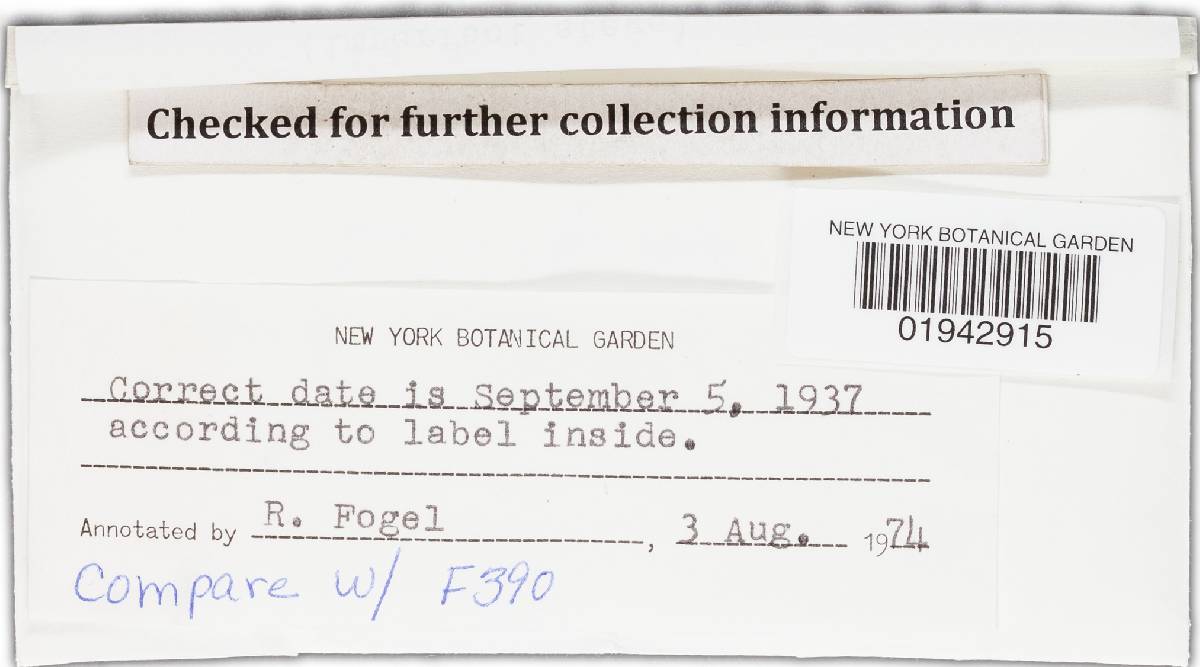 Checked for further collection information
NEW YORK BOTANICAL GARDEN
01942915
NEW YORK BOTANICAL GARDEN
Correct date is September 5, 1937
according to label inside.
Annotated by R. Fogel, 3 Aug. 1974
Compare w/ F390